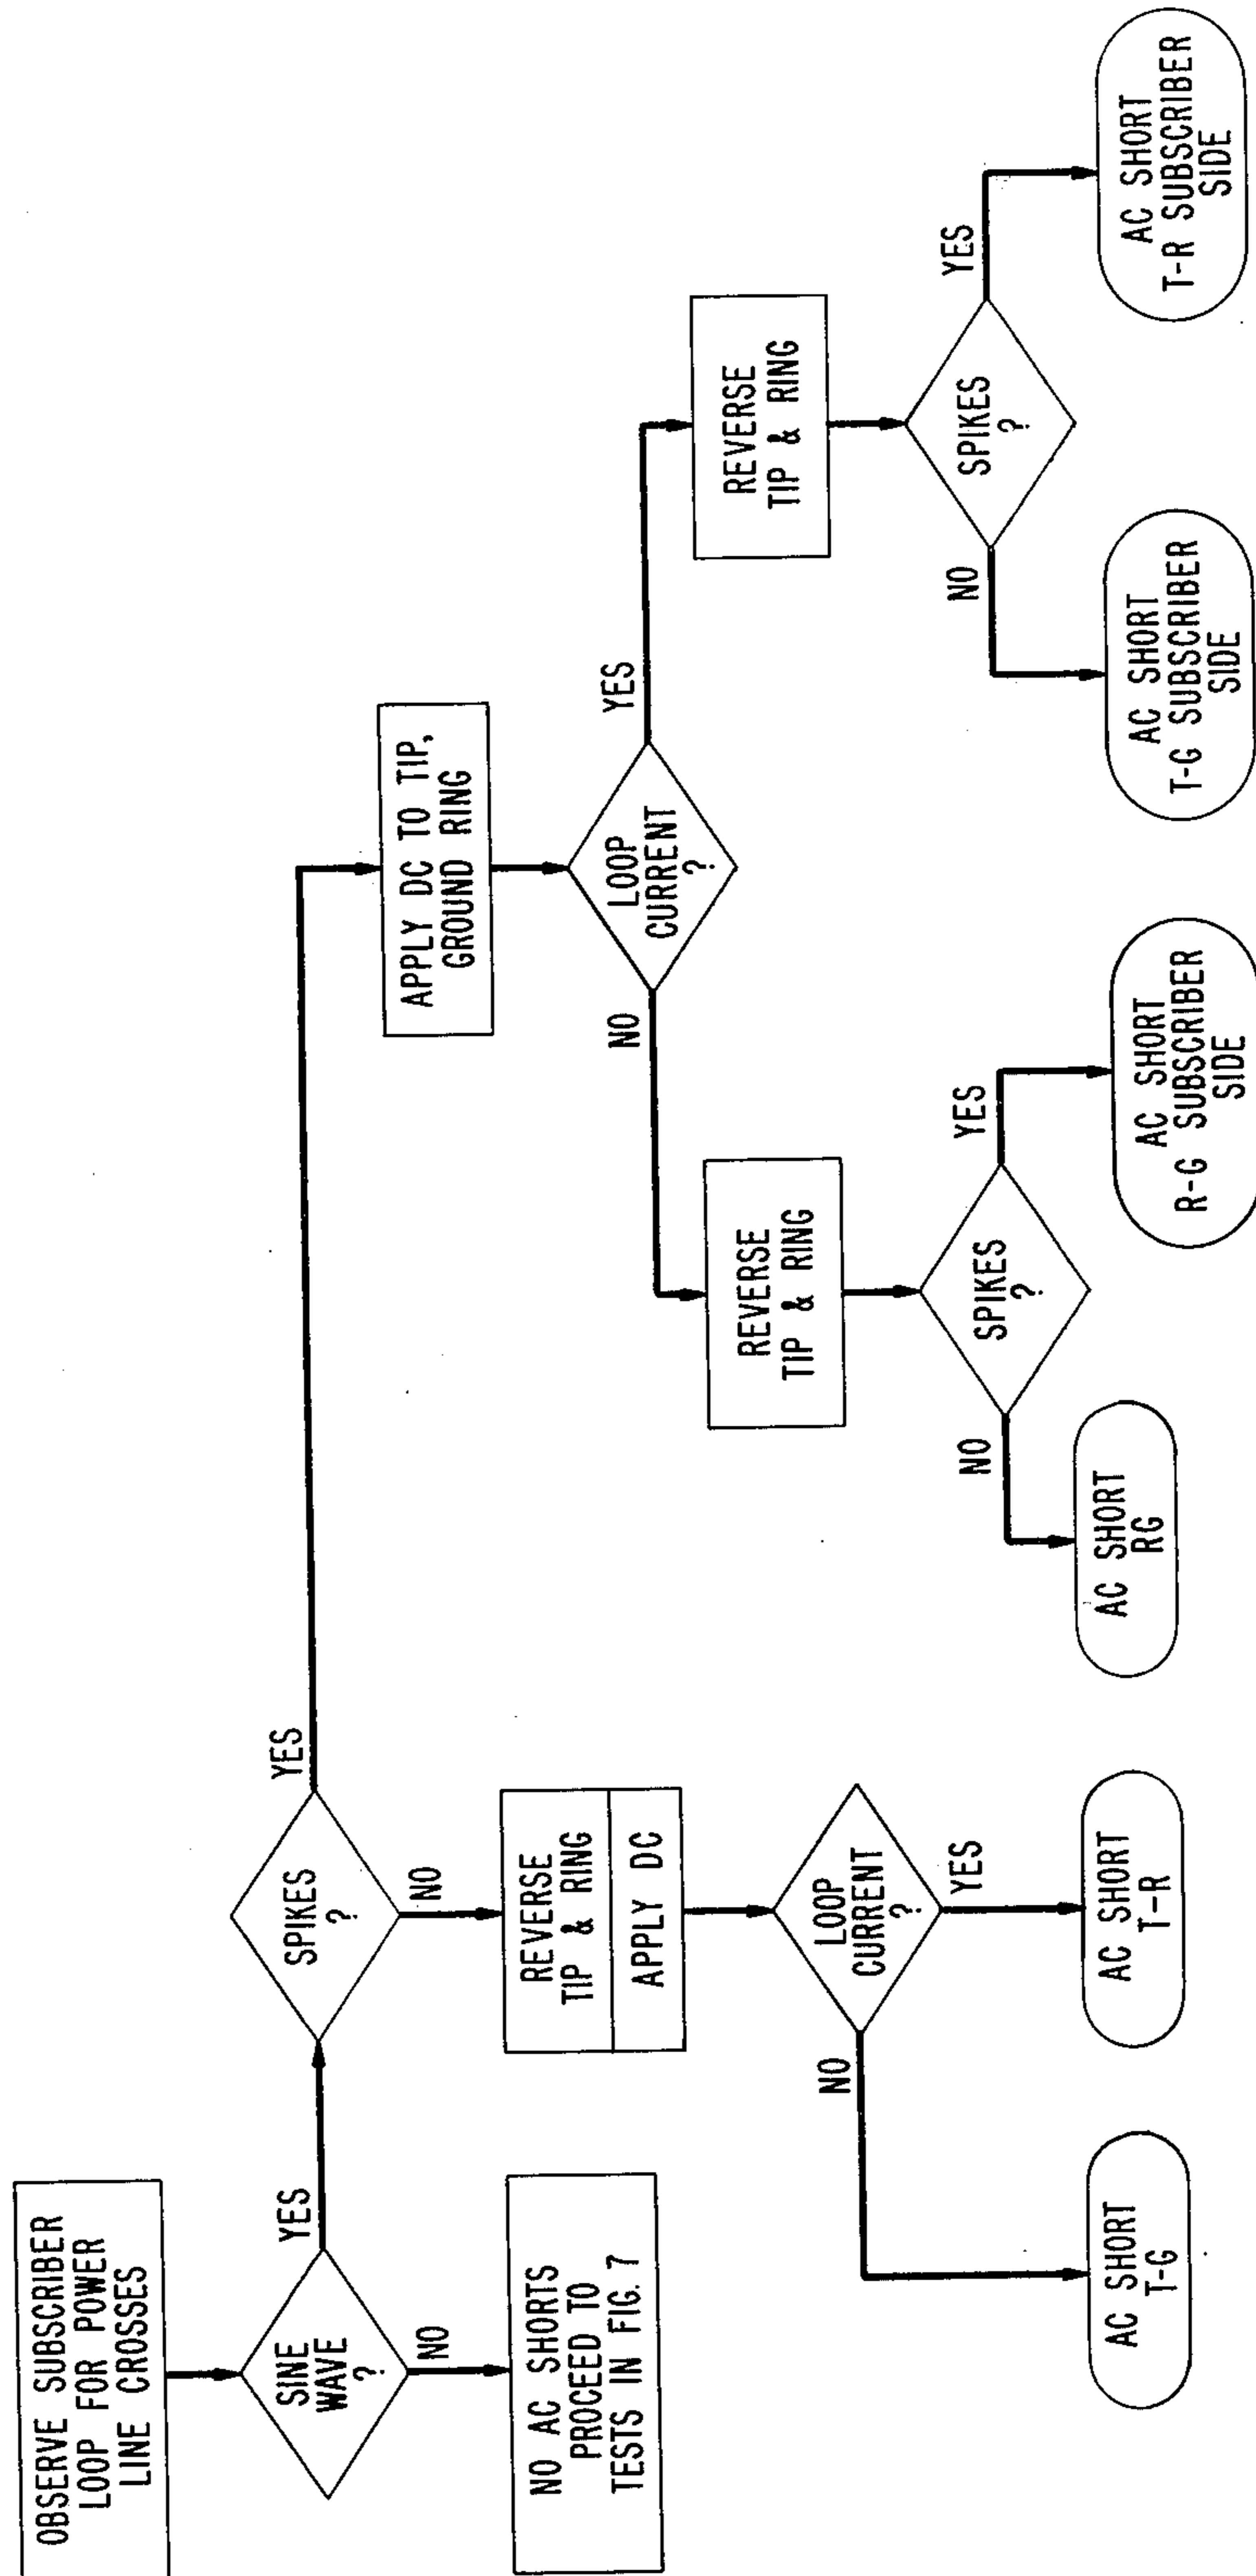 OBSERVE SUBSCRIBER
LOOP FOR POWER
LINE CROSSES
SINE
WAVE
?
YES
NO
NO AC SHORTS
PROCEED TO
TESTS IN FIG. 7
SPIKES
?
YES
NO
REVERSE
TIP & RING
APPLY DC
LOOP
CURRENT
?
NO
YES
AC SHORT
T-G
AC SHORT
T-R
APPLY DC TO TIP,
GROUND RING
LOOP
CURRENT
?
NO
YES
REVERSE
TIP & RING
SPIKES
?
NO
YES
AC SHORT
RG
AC SHORT
R-G SUBSCRIBER
SIDE
REVERSE
TIP & RING
SPIKES
?
NO
YES
AC SHORT
T-G SUBSCRIBER
SIDE
AC SHORT
T-R SUBSCRIBER
SIDE